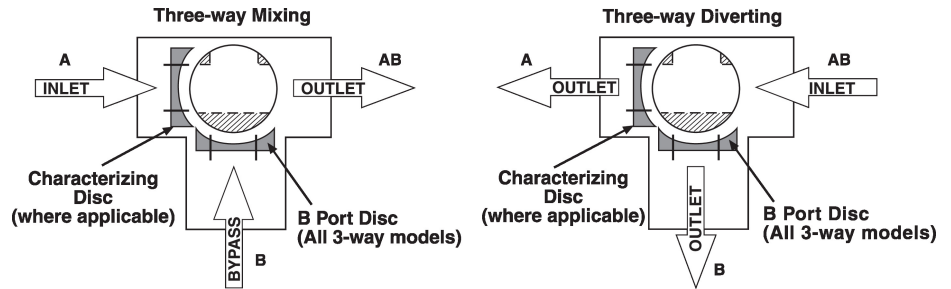 Three-way Mixing
A
INLET
AB
OUTLET
Characterizing
Disc
(where applicable)
B Port Disc
(All 3-way models)
BYPASS
B
Three-way Diverting
A
OUTLET
AB
INLET
Characterizing
Disc
(where applicable)
B Port Disc
(All 3-way models)
OUTLET
B